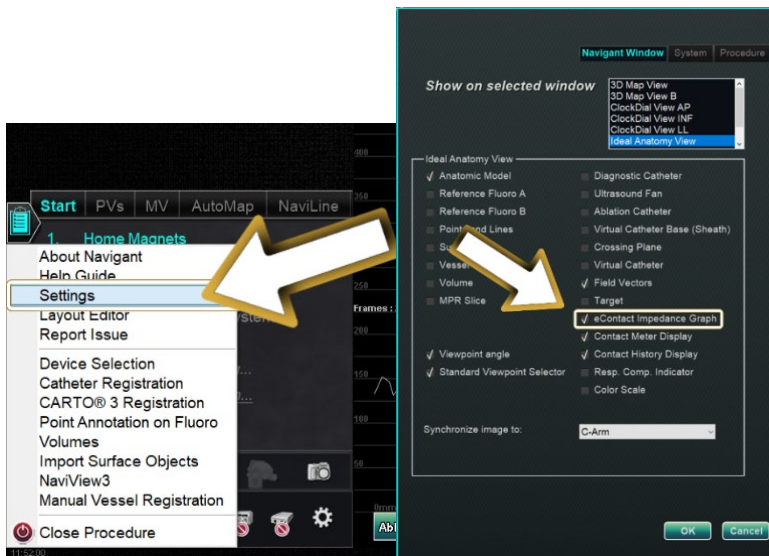 Start PVs MV AutoMap NaviLine
1. Home Magnets
About Navigant
Help Guide
Settings
Layout Editor
Report Issue
Device Selection
Catheter Registration
CARTO® 3 Registration
Point Annotation on Fluoro
Volumes
Import Surface Objects
NaviView3
Manual Vessel Registration
Close Procedure
11:52:00
400
350
250
Frames :
200
150
100
50
0mm
Abl
Navigant Window System Procedure
Show on selected window
3D Map View
3D Map View B
ClockDial View AP
ClockDial View INF
ClockDial View LL
Ideal Anatomy View
Ideal Anatomy View
Anatomic Model
Reference Fluoro A
Reference Fluoro B
Lines
Volume
MPR Slice
Viewpoint angle
Standard Viewpoint Selector
Diagnostic Catheter
Ultrasound Fan
Ablation Catheter
Virtual Catheter Base (Sheath)
Crossing Plane
Virtual Catheter
Field Vectors
Target
eContact Impedance Graph
Contact Meter Display
Contact History Display
Resp. Comp. Indicator
Color Scale
Synchronize image to:
C-Arm
OK Cancel